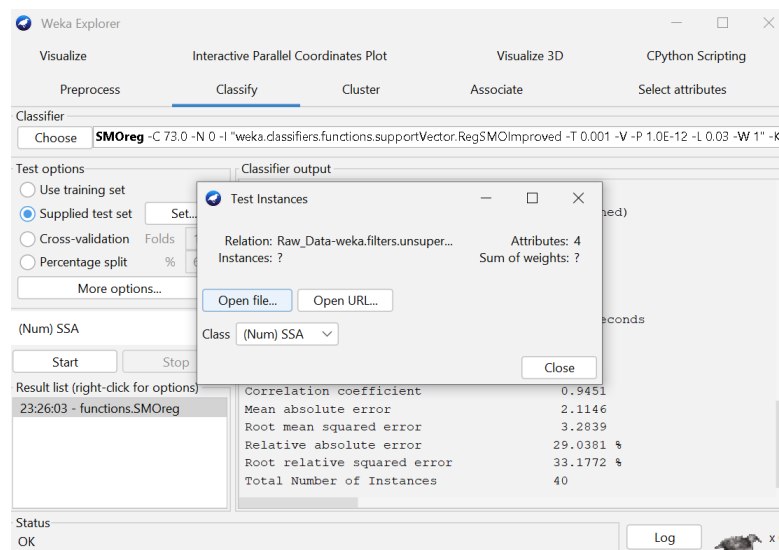 Weka Explorer
Visualize Interactive Parallel Coordinates Plot Visualize 3D CPython Scripting
Preprocess Classify Cluster Associate Select attributes
Classifier
Choose SMOreg -C 73.0 -N 0 -I "weka.classifiers.functions.supportVector.RegSMOImproved -T 0.001 -V -P 1.0E-12 -L 0.03 -W 1" -K
Test options
Use training set
Supplied test set Set...
Cross-validation Folds
Percentage split %
More options...
(Num) SSA
Start Stop
Result list (right-click for options)
23:26:03 - functions.SMOreg
Classifier output
ned)
econds
Test Instances
Relation: Raw_Data-weka.filters.unsuper... Attributes: 4
Instances: ? Sum of weights: ?
Open file... Open URL...
Class (Num) SSA
Close
Correlation coefficient 0.9451
Mean absolute error 2.1146
Root mean squared error 3.2839
Relative absolute error 29.0381 %
Root relative squared error 33.1772 %
Total Number of Instances 40
Status
OK
Log x